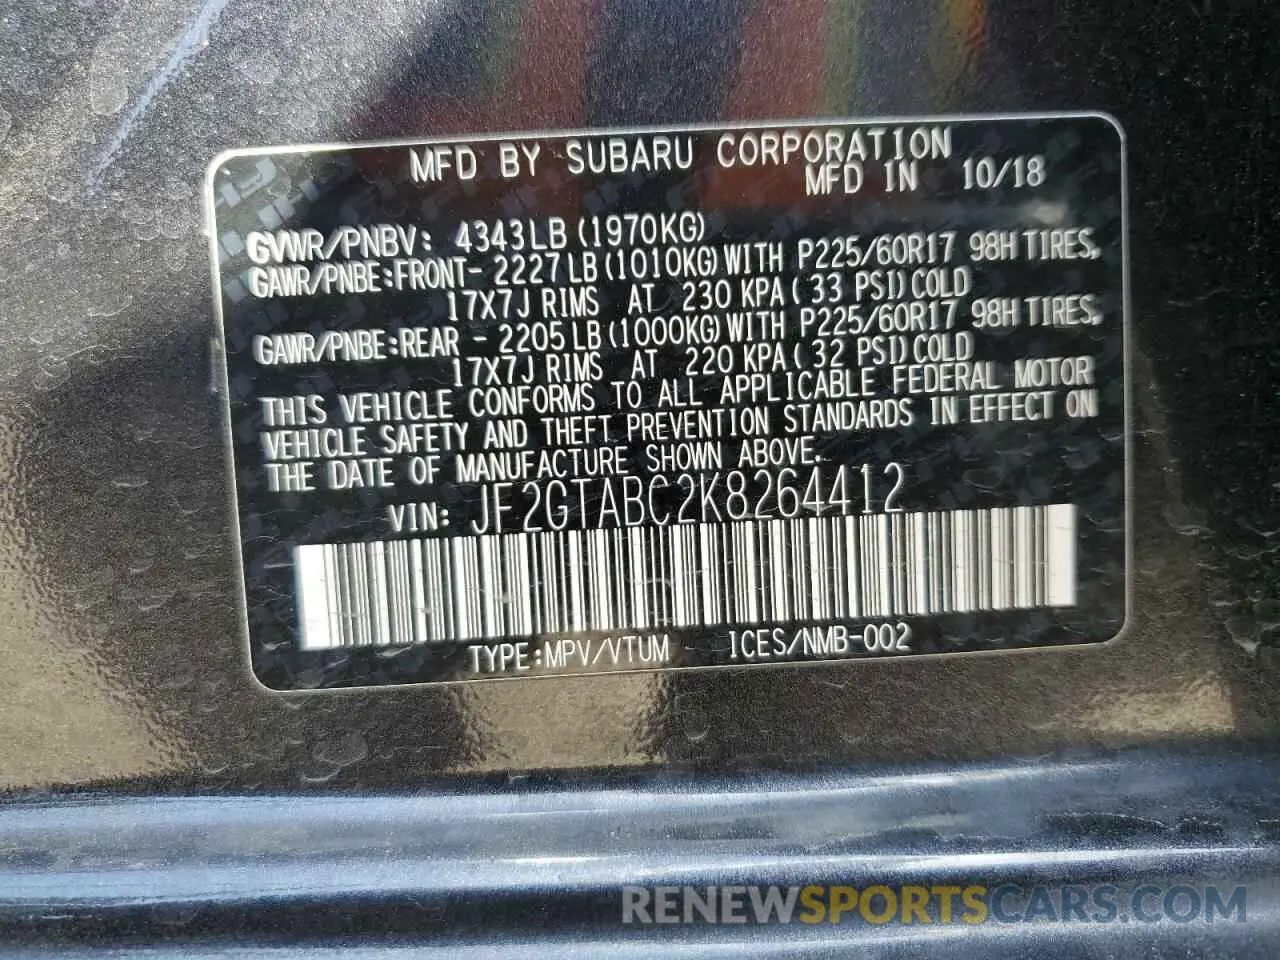 MFD BY SUBARU CORPORATION
MFD IN 10/18
GVWR/PNBV: 4343LB (1970KG)
GAWR/PNBE:FRONT- 2227LB (1010KG) WITH P225/60R17 98H TIRES,
17X7J RIMS AT 230 KPA( 33 PSI) COLD
GAWR/PNBE:REAR - 2205LB (1000KG) WITH P225/60R17 98H TIRES,
17X7J RIMS AT 220 KPA( 32 PSI) COLD
THIS VEHICLE CONFORMS TO ALL APPLICABLE FEDERAL MOTOR
VEHICLE SAFETY AND THEFT PREVENTION STANDARDS IN EFFECT ON
THE DATE OF MANUFACTURE SHOWN ABOVE.
VIN: JF2GTABC2K8264412
TYPE:MPV/VTUM ICES/NMB-002
RENEWSPORTSCARS.COM